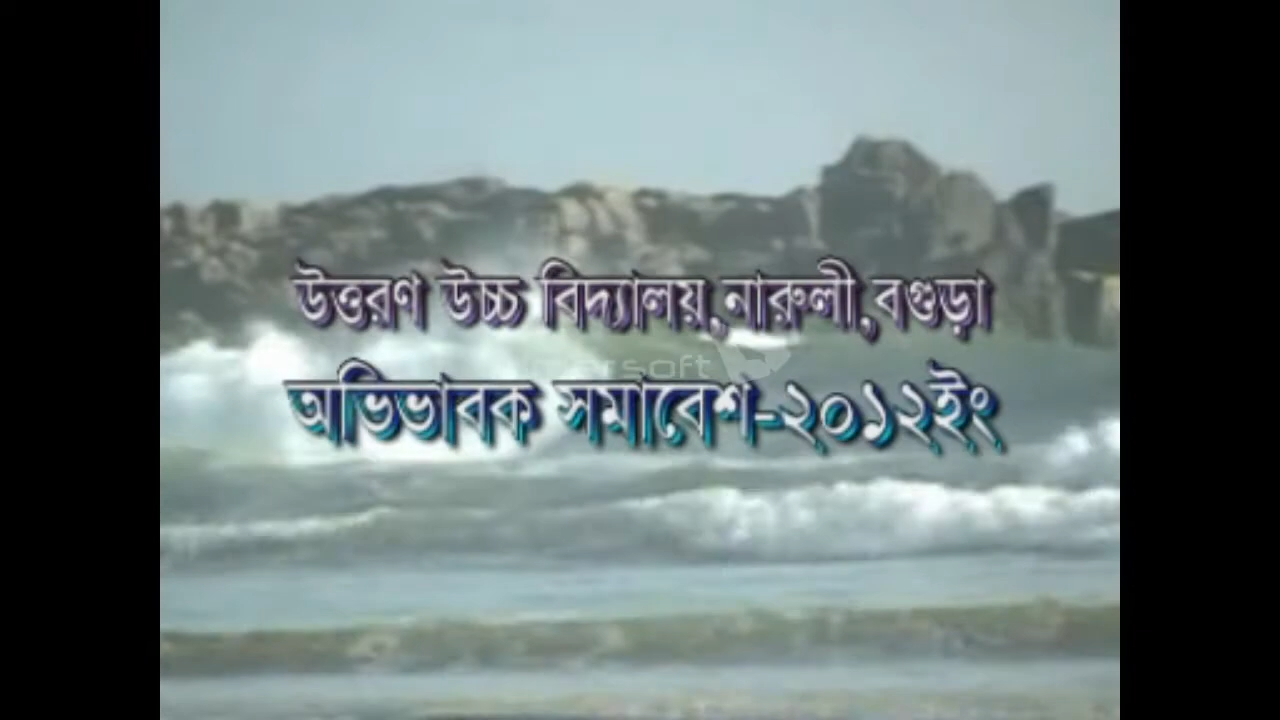 উত্তরণ উচ্চ বিদ্যালয়,নারুলী,বগুড়া
অভিভাবক সমাবেশ-২০১২ইং